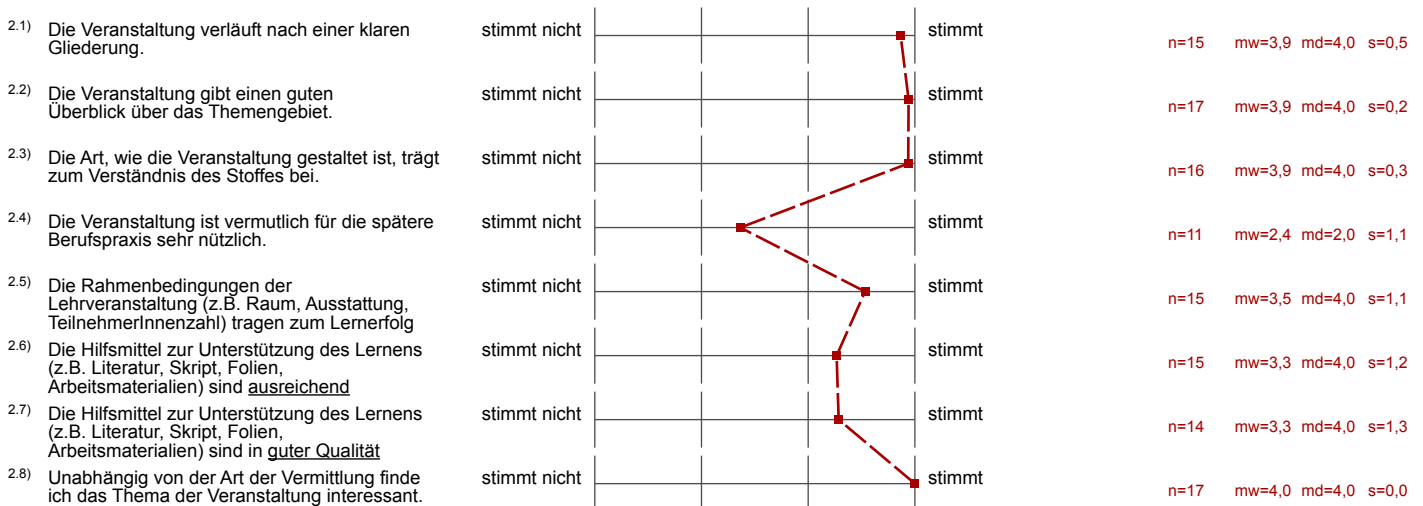 2.1) Die Veranstaltung verläuft nach einer klaren
Gliederung.
stimmt nicht
stimmt
n=15 mw=3,9 md=4,0 s=0,5
2.2) Die Veranstaltung gibt einen guten
Überblick über das Themengebiet.
stimmt nicht
stimmt
n=17 mw=3,9 md=4,0 s=0,2
2.3) Die Art, wie die Veranstaltung gestaltet ist, trägt
zum Verständnis des Stoffes bei.
stimmt nicht
stimmt
n=16 mw=3,9 md=4,0 s=0,3
2.4) Die Veranstaltung ist vermutlich für die spätere
Berufspraxis sehr nützlich.
stimmt nicht
stimmt
n=11 mw=2,4 md=2,0 s=1,1
2.5) Die Rahmenbedingungen der
Lehrveranstaltung (z.B. Raum, Ausstattung,
TeilnehmerInnenzahl) tragen zum Lernerfolg
stimmt nicht
stimmt
n=15 mw=3,5 md=4,0 s=1,1
2.6) Die Hilfsmittel zur Unterstützung des Lernens
(z.B. Literatur, Skript, Folien,
Arbeitsmaterialien) sind ausreichend
stimmt nicht
stimmt
n=15 mw=3,3 md=4,0 s=1,2
2.7) Die Hilfsmittel zur Unterstützung des Lernens
(z.B. Literatur, Skript, Folien,
Arbeitsmaterialien) sind in guter Qualität
stimmt nicht
stimmt
n=14 mw=3,3 md=4,0 s=1,3
2.8) Unabhängig von der Art der Vermittlung finde
ich das Thema der Veranstaltung interessant.
stimmt nicht
stimmt
n=17 mw=4,0 md=4,0 s=0,0